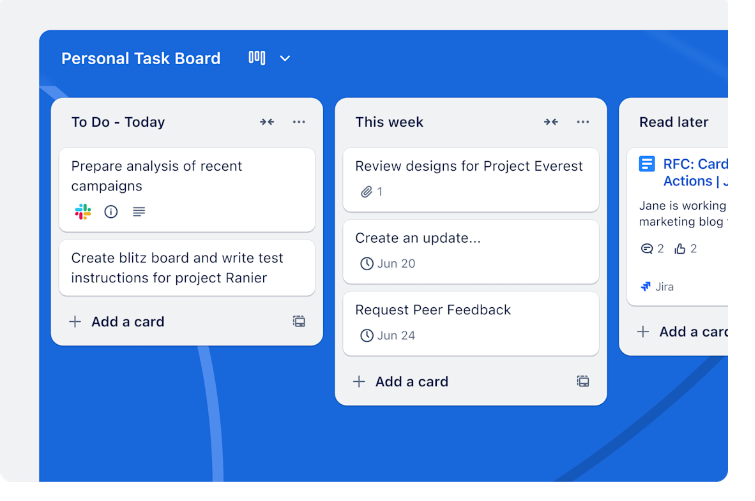 Personal Task Board
To Do - Today
Prepare analysis of recent
campaigns
Create blitz board and write test
instructions for project Ranier
Add a card
This week
Review designs for Project Everest
1
Create an update...
Jun 20
Request Peer Feedback
Jun 24
Add a card
Read later
RFC: Card
Actions |
Jane is working
marketing blog
2 2
Jira
Add a card